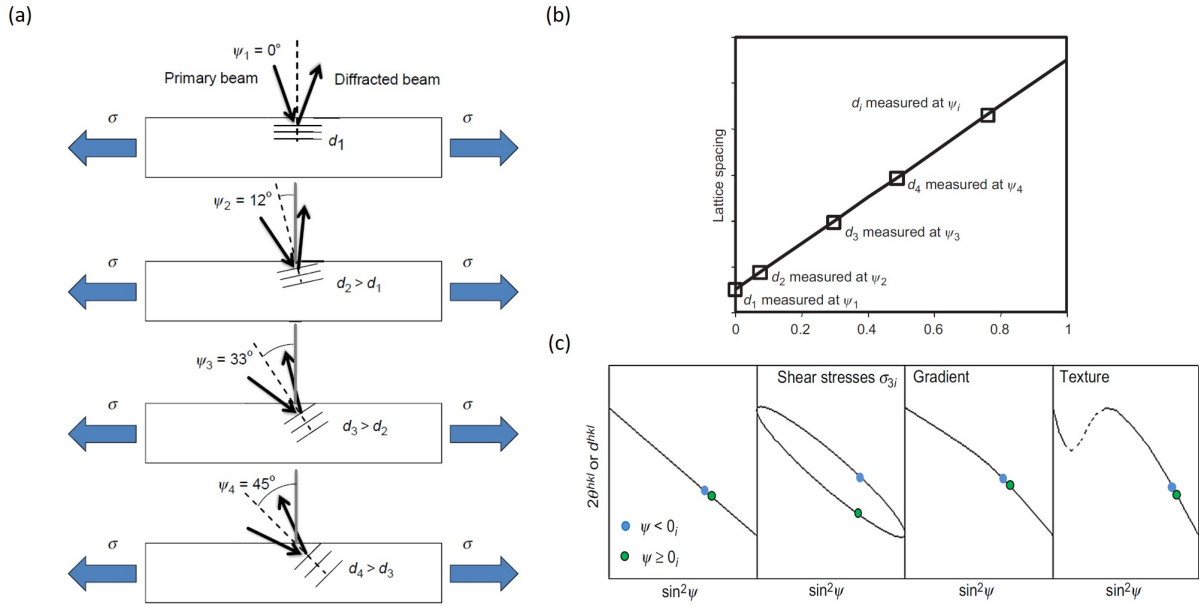 (a)
ψ1 = 0°
Primary beam
Diffracted beam
σ
σ
d1
ψ2 = 12°
σ
σ
d2 > d1
ψ3 = 33°
σ
σ
d3 > d2
ψ4 = 45°
σ
σ
d4 > d3
(b)
Lattice spacing
di measured at ψi
d4 measured at ψ4
d3 measured at ψ3
d2 measured at ψ2
d1 measured at ψ1
0 0.2 0.4 0.6 0.8 1
(c)
Shear stresses σ3i
Gradient
Texture
2θhkl or dhkl
ψ < 0i
ψ ≥ 0i
sin²ψ
sin²ψ
sin²ψ
sin²ψ